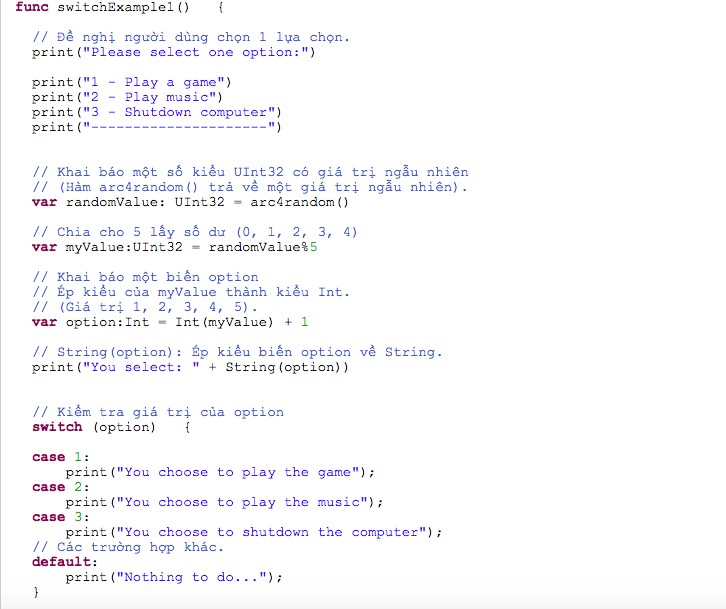 func switchExample1()   {
// Đề nghị người dùng chọn 1 lựa chọn.
print("Please select one option:")
print("1 - Play a game")
print("2 - Play music")
print("3 - Shutdown computer")
print("---------------------")
// Khai báo một số kiểu UInt32 có giá trị ngẫu nhiên
// (Hàm arc4random() trả về một giá trị ngẫu nhiên).
var randomValue: UInt32 = arc4random()
// Chia cho 5 lấy số dư (0, 1, 2, 3, 4)
var myValue:UInt32 = randomValue%5
// Khai báo một biến option
// Ép kiểu của myValue thành kiểu Int.
// (Giá trị 1, 2, 3, 4, 5).
var option:Int = Int(myValue) + 1
// String(option): Ép kiểu biến option về String.
print("You select: " + String(option))
// Kiểm tra giá trị của option
switch (option)   {
case 1:
print("You choose to play the game");
case 2:
print("You choose to play the music");
case 3:
print("You choose to shutdown the computer");
// Các trường hợp khác.
default:
print("Nothing to do...");
}